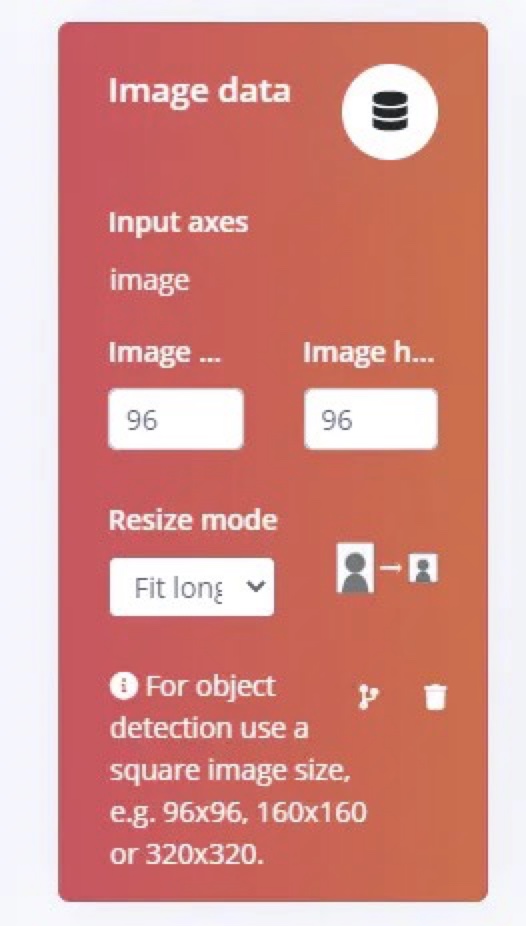 Image data
Input axes
image
Image ... Image h...
96 96
Resize mode
Fit long
For object
detection use a
square image size,
e.g. 96x96, 160x160
or 320x320.